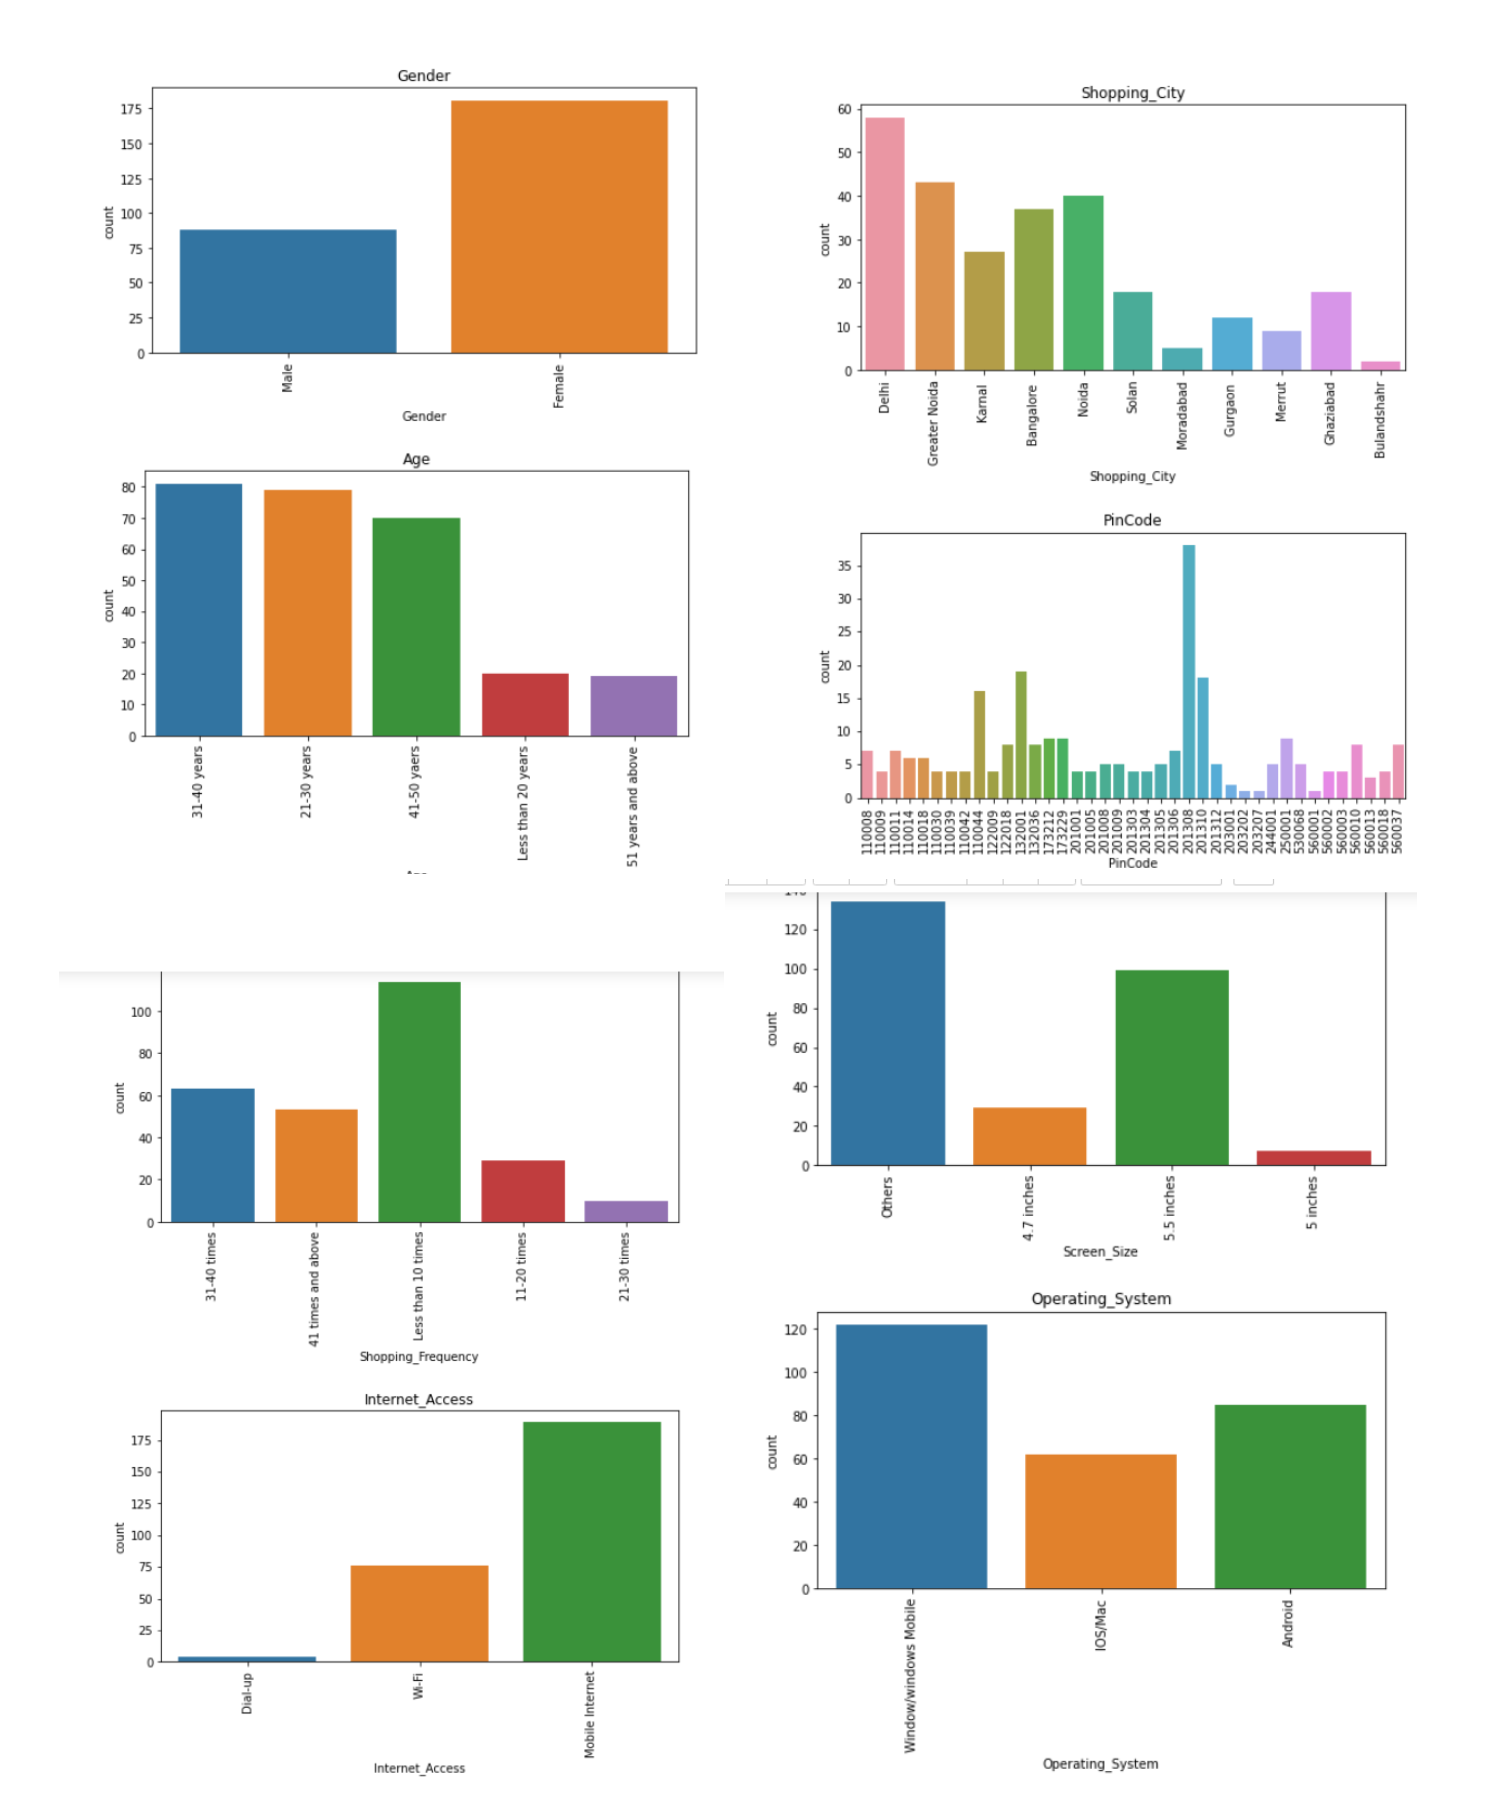 Gender
175
150
125
100
75
50
25
0
count
Male
Female
Gender
Shopping_City
60
50
40
30
20
10
0
count
Delhi
Greater Noida
Karnal
Bangalore
Noida
Solan
Moradabad
Gurgaon
Merrut
Ghaziabad
Bulandshahr
Shopping_City
Age
80
70
60
50
40
30
20
10
0
count
31-40 years
21-30 years
41-50 yaers
Less than 20 years
51 years and above
PinCode
35
30
25
20
15
10
5
0
count
110008
110009
110011
110014
110018
110030
110039
110042
110044
122009
122018
132001
132036
173212
173229
201001
201005
201008
201009
201303
201304
201305
201306
201308
201310
201312
203001
203202
203207
244001
250001
530068
560001
560002
560003
560010
560013
560018
560037
PinCode
100
80
60
40
20
0
count
31-40 times
41 times and above
Less than 10 times
11-20 times
21-30 times
Shopping_Frequency
120
100
80
60
40
20
0
count
Others
4.7 inches
5.5 inches
5 inches
Screen_Size
Internet_Access
175
150
125
100
75
50
25
0
count
Dial-up
Wi-Fi
Mobile Internet
Internet_Access
Operating_System
120
100
80
60
40
20
0
count
Window/windows Mobile
IOS/Mac
Android
Operating_System